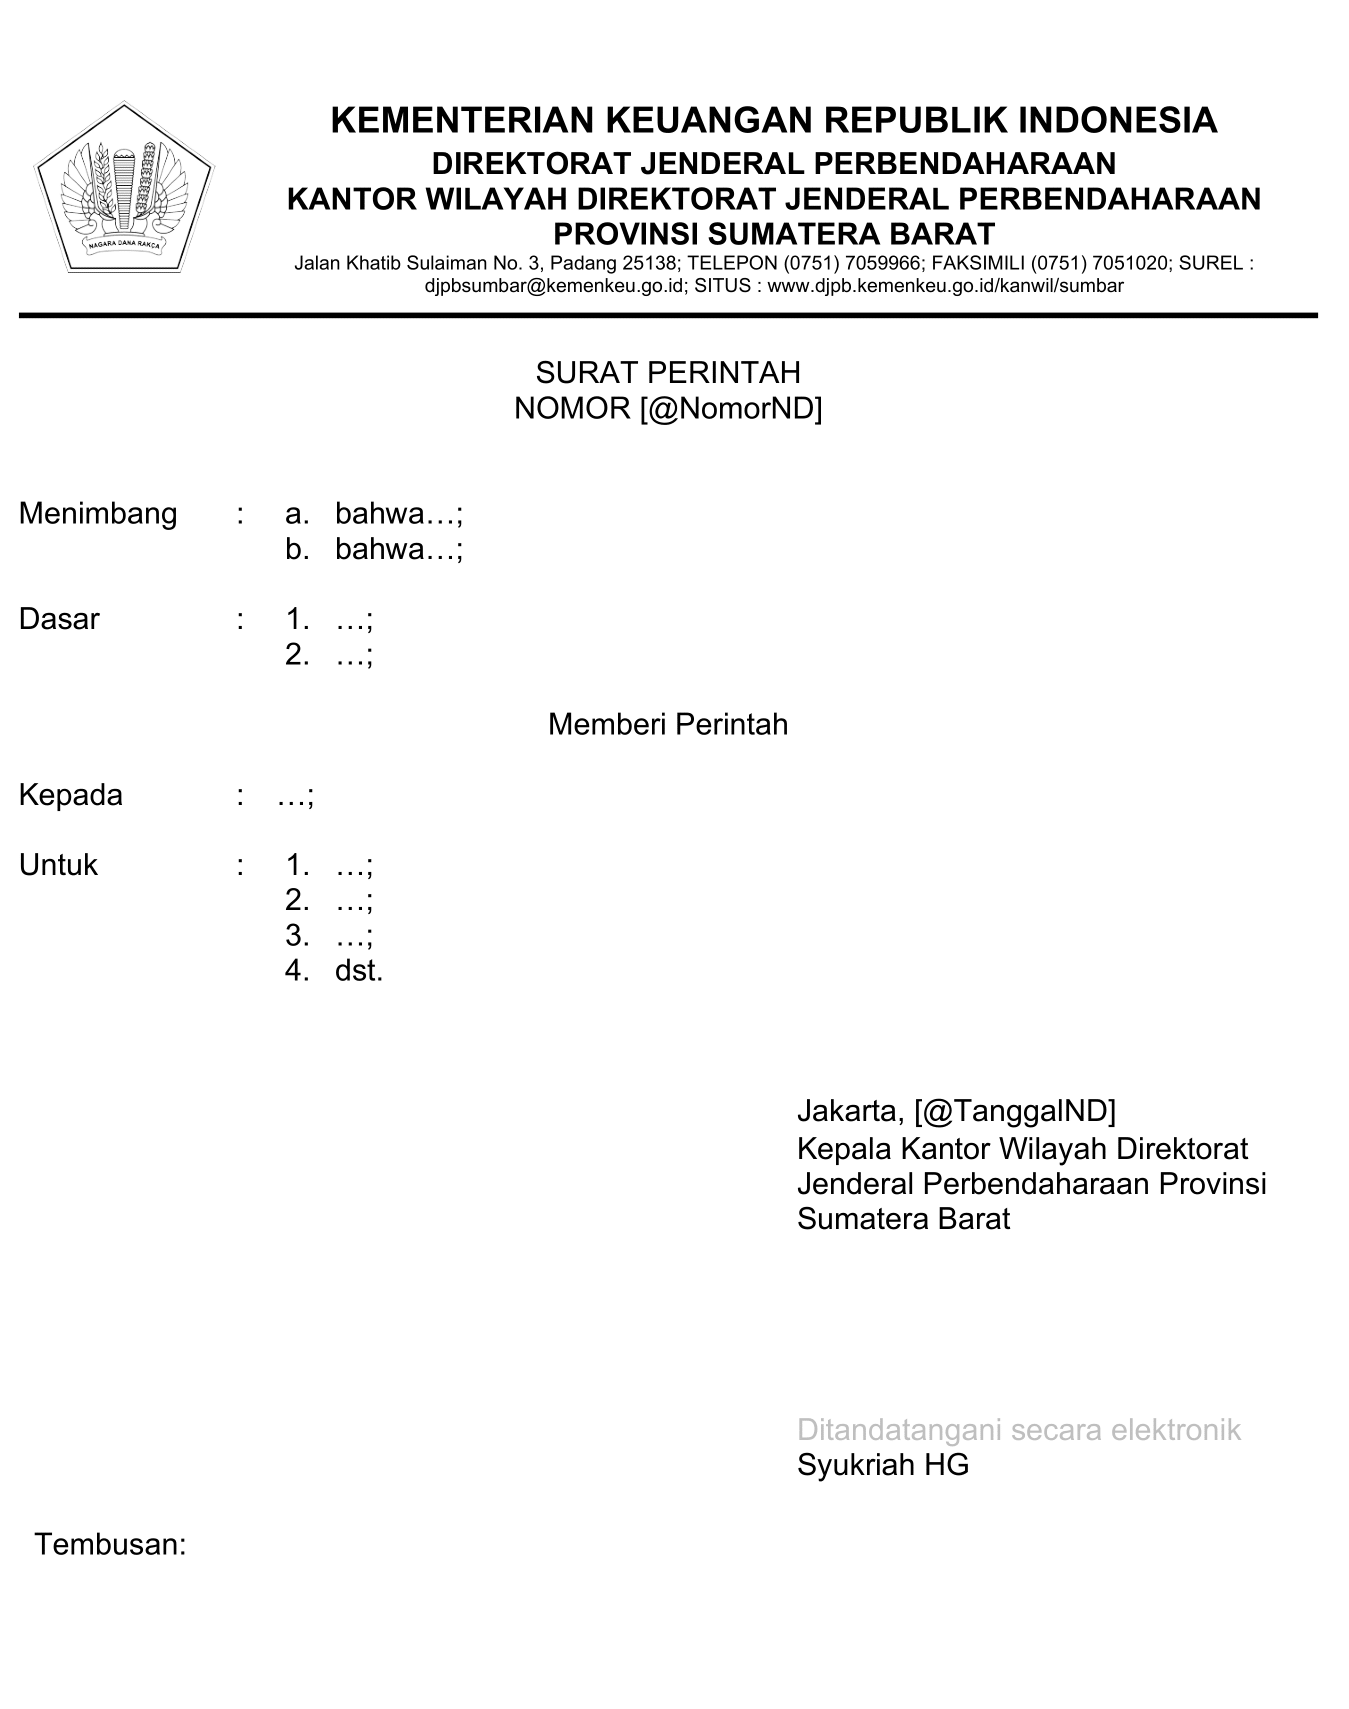 KEMENTERIAN KEUANGAN REPUBLIK INDONESIA
DIREKTORAT JENDERAL PERBENDAHARAAN
KANTOR WILAYAH DIREKTORAT JENDERAL PERBENDAHARAAN
PROVINSI SUMATERA BARAT
Jalan Khatib Sulaiman No. 3, Padang 25138; TELEPON (0751) 7059966; FAKSIMILI (0751) 7051020; SUREL :
djpbsumbar@kemenkeu.go.id; SITUS : www.djpb.kemenkeu.go.id/kanwil/sumbar
NAGARA DANA RAKÇA
SURAT PERINTAH
NOMOR [@NomorND]
Menimbang : a. bahwa…;
b. bahwa…;
Dasar : 1. …;
2. …;
Memberi Perintah
Kepada : …;
Untuk : 1. …;
2. …;
3. …;
4. dst.
Jakarta, [@TanggalND]
Kepala Kantor Wilayah Direktorat
Jenderal Perbendaharaan Provinsi
Sumatera Barat
Ditandatangani secara elektronik
Syukriah HG
Tembusan: